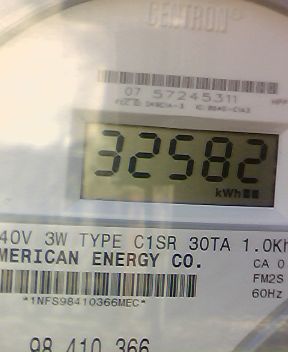 CENTRON®
07 57245311
32582
kWh
40V 3W TYPE C1SR 30TA 1.0Kh
MERICAN ENERGY CO.
CA 0
FM2S
*1NFS98410366MEC*
60Hz
98 410 366